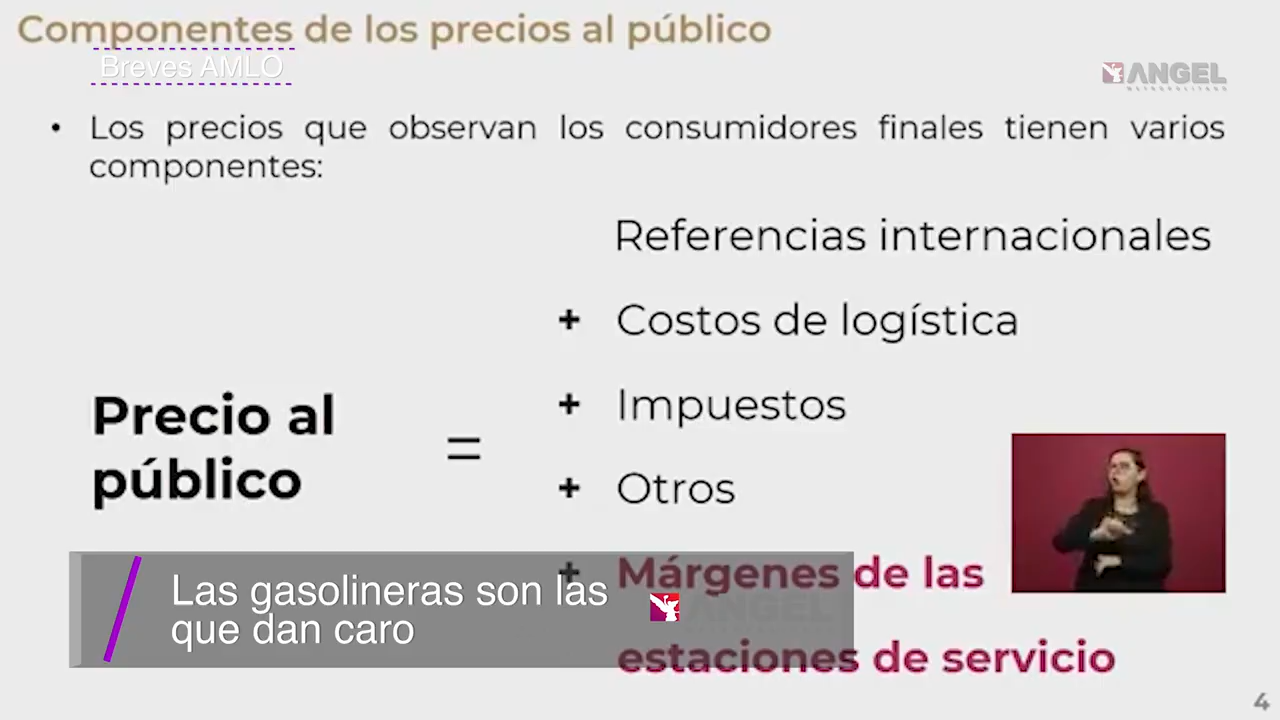 Componentes de los precios al público
Breves AMLO
ANGEL
METROPOLITANO
• Los precios que observan los consumidores finales tienen varios
componentes:
Referencias internacionales
+ Costos de logística
+ Impuestos
Precio al
público
=
+ Otros
+ Márgenes de las
estaciones de servicio
Las gasolineras son las
que dan caro
ANGEL
4